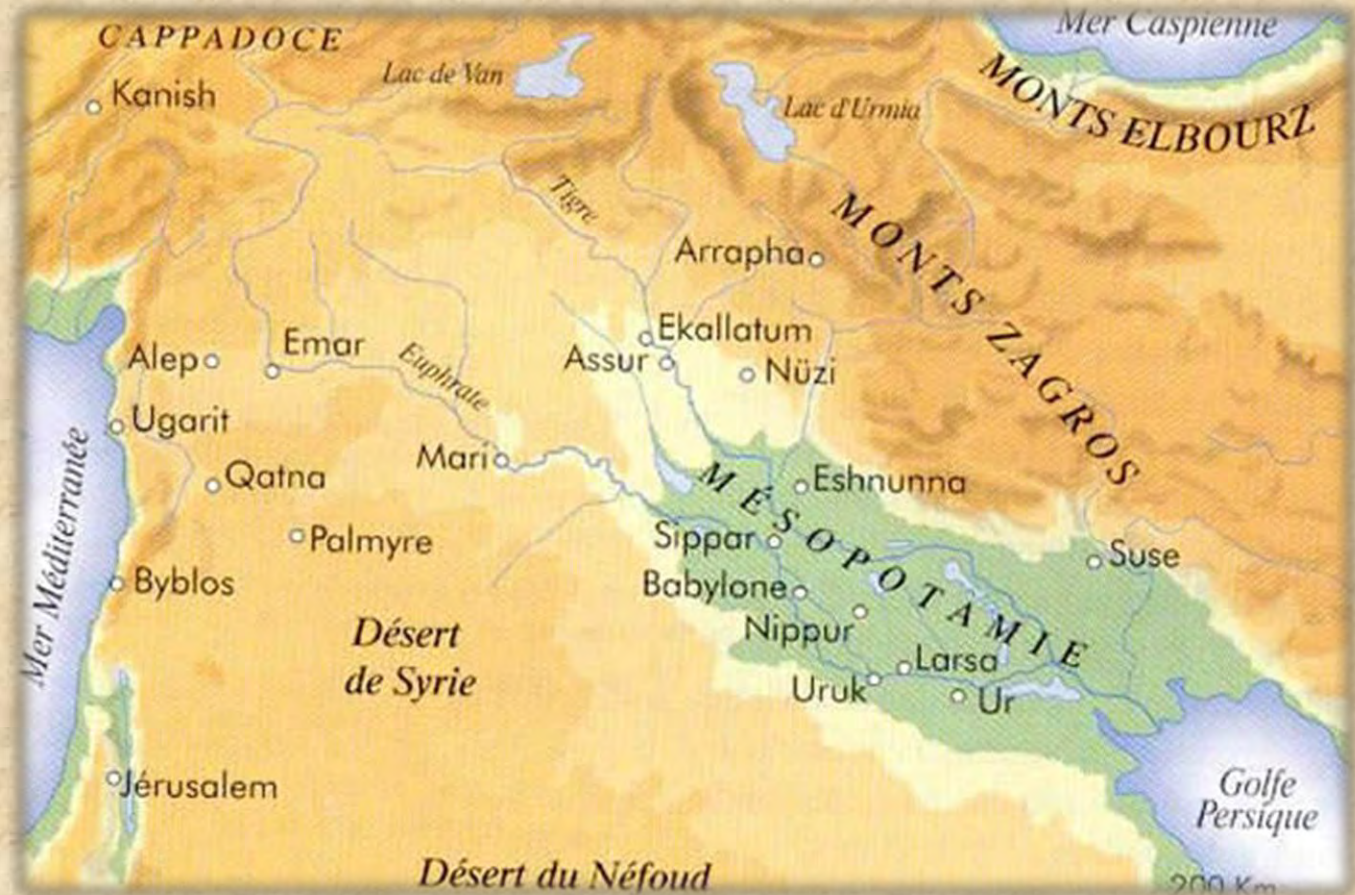 Mer Caspienne
CAPPADOCE
Lac de Van
MONTS ELBOURZ
Kanish
Lac d'Urmia
Tigre
MONTS ZAGROS
Arrapha
Ekallatum
Emar
Alep
Assur
Nüzi
Euphrate
Ugarit
Mer Méditerranée
Mari
Qatna
MÉSOPOTAMIE
Eshnunna
Palmyre
Sippar
Suse
Byblos
Babylone
Désert
de Syrie
Nippur
Larsa
Uruk
Ur
Jérusalem
Golfe
Persique
Désert du Néfoud
200 Km